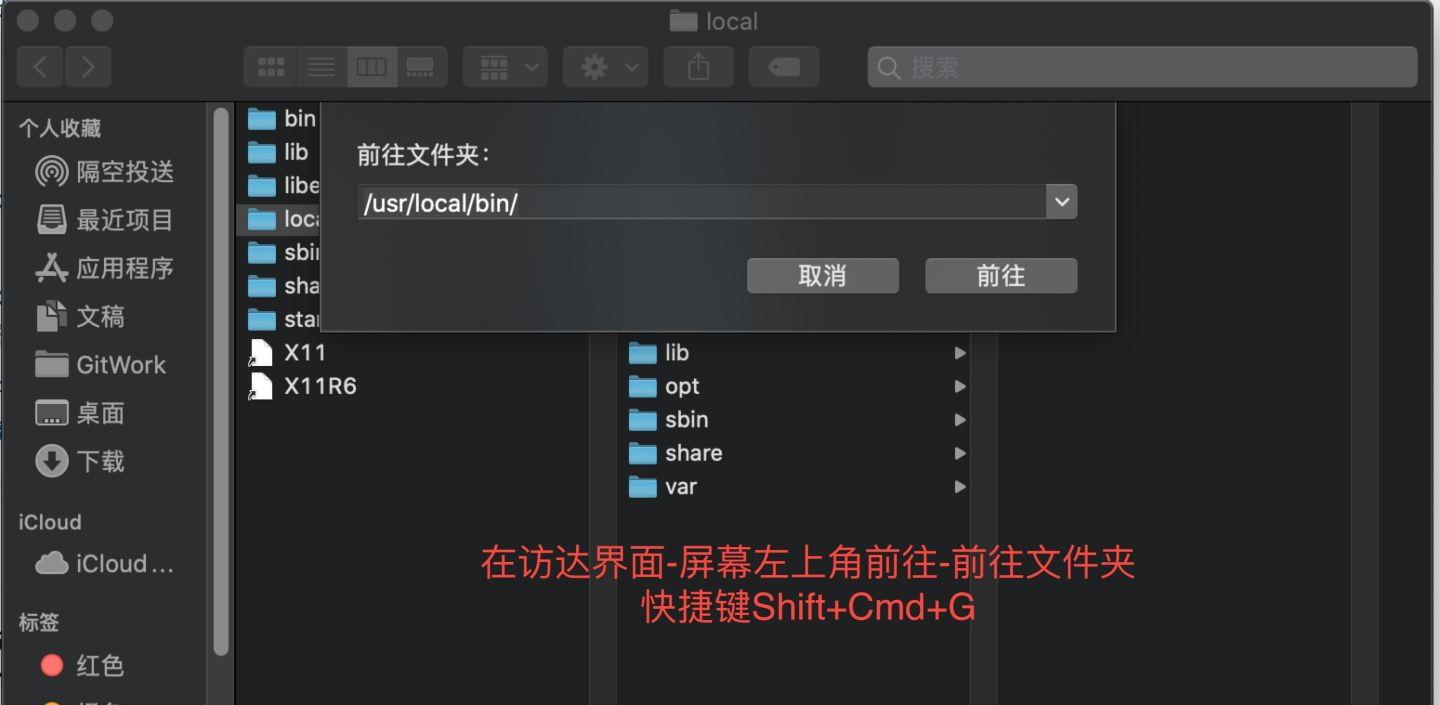 local
搜索
个人收藏
隔空投送
最近项目
应用程序
文稿
GitWork
桌面
下载
iCloud
iCloud…
标签
红色
bin
lib
libe
loca
sbin
sha
star
X11
X11R6
前往文件夹：
/usr/local/bin/
取消
前往
lib
opt
sbin
share
var
在访达界面-屏幕左上角前往-前往文件夹
快捷键Shift+Cmd+G